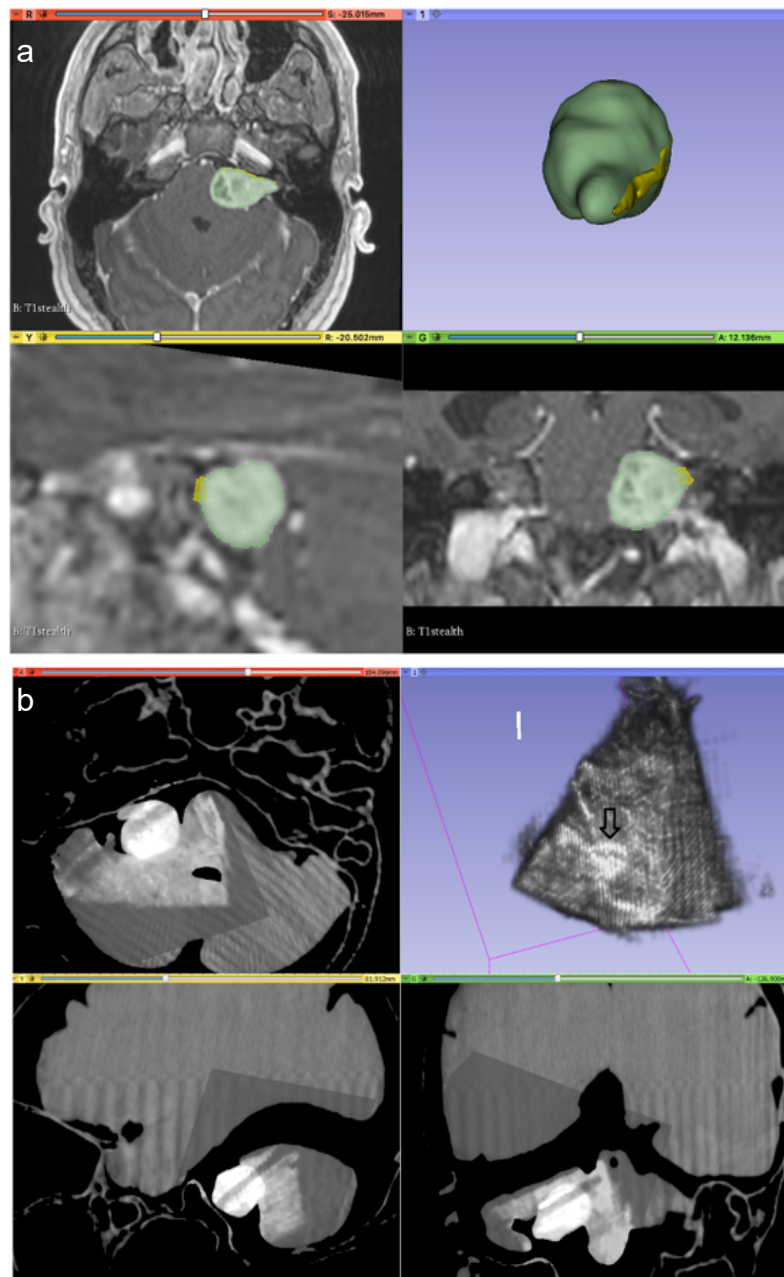 R S: -25.015mm 1
a
B: T1stealth
Y R: -20.502mm G A: 12.136mm
B: T1stealth B: T1stealth
b